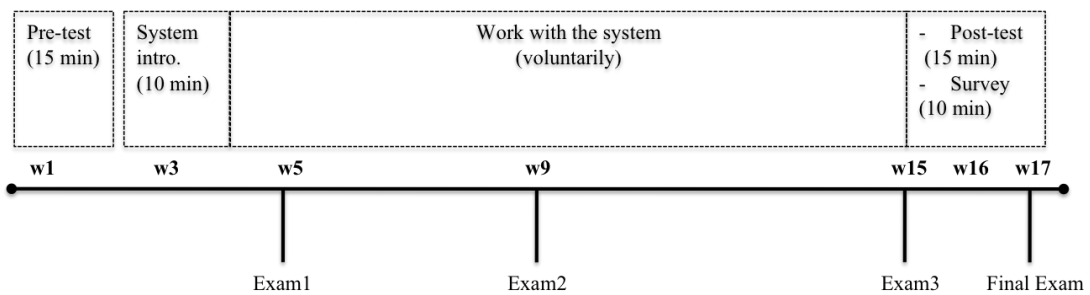 Pre-test
(15 min)
System
intro.
(10 min)
Work with the system
(voluntarily)
- Post-test
(15 min)
- Survey
(10 min)
w1 w3 w5 w9 w15 w16 w17
Exam1 Exam2 Exam3 Final Exam